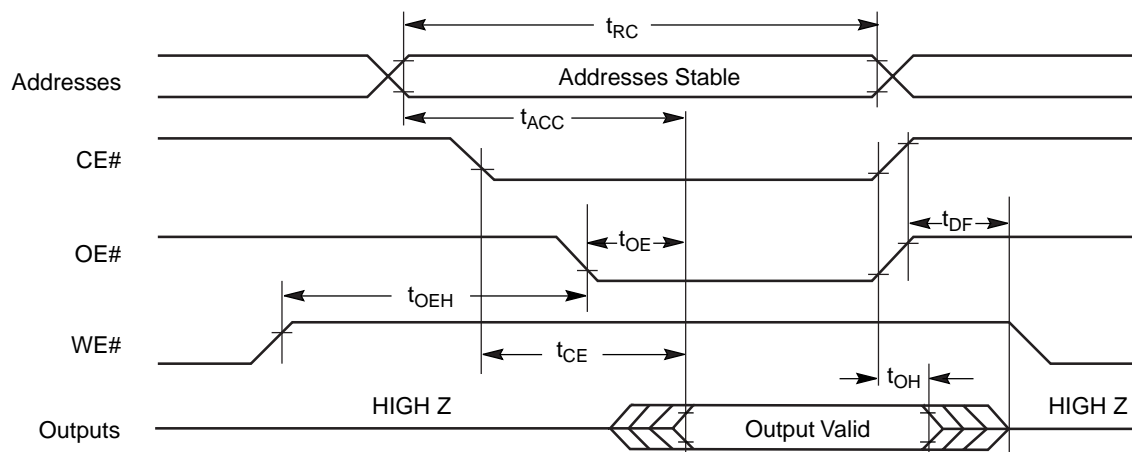 tRC
Addresses
Addresses Stable
tACC
CE#
tDF
OE#
tOE
tOEH
WE#
tCE
tOH
HIGH Z
HIGH Z
Outputs
Output Valid